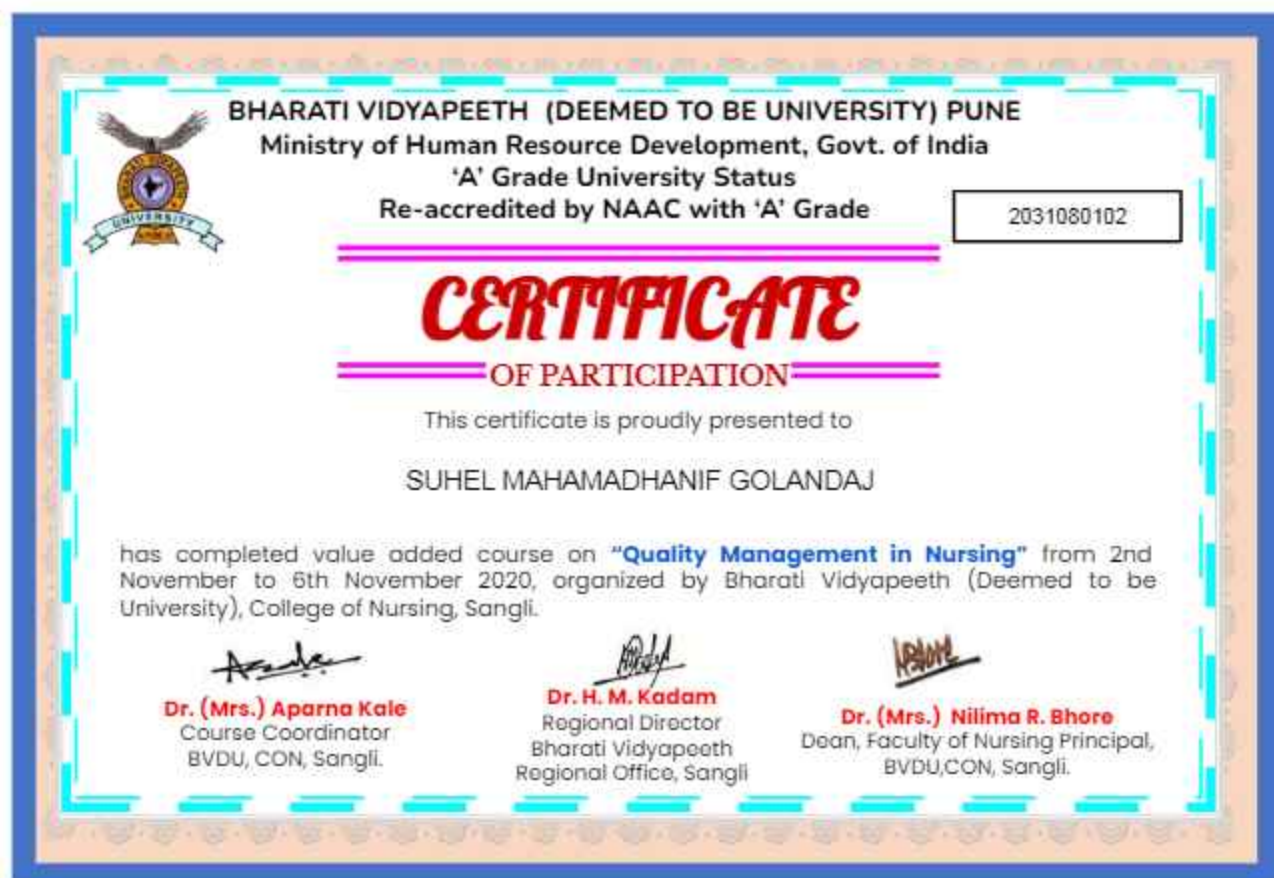 BHARATI VIDYAPEETH (DEEMED TO BE UNIVERSITY) PUNE
Ministry of Human Resource Development, Govt. of India
‘A’ Grade University Status
Re-accredited by NAAC with ‘A’ Grade
BHARATI VIDYAPEETH
UNIVERSITY
2031080102
CERTIFICATE
OF PARTICIPATION
This certificate is proudly presented to
SUHEL MAHAMADHANIF GOLANDAJ
has completed value added course on “Quality Management in Nursing” from 2nd
November to 6th November 2020, organized by Bharati Vidyapeeth (Deemed to be
University), College of Nursing, Sangli.
Dr. (Mrs.) Aparna Kale
Course Coordinator
BVDU, CON, Sangli.
Dr. H. M. Kadam
Regional Director
Bharati Vidyapeeth
Regional Office, Sangli
Dr. (Mrs.) Nilima R. Bhore
Dean, Faculty of Nursing Principal,
BVDU,CON, Sangli.